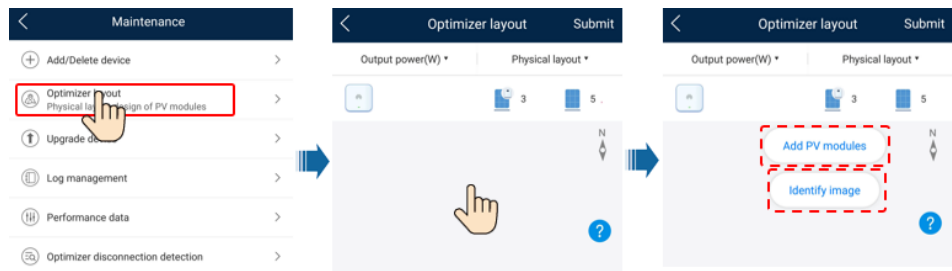 Maintenance
Add/Delete device
Optimizer layout
Physical layout design of PV modules
Upgrade device
Log management
Performance data
Optimizer disconnection detection
Optimizer layout Submit
Output power(W) Physical layout
3 5 .
N
?
Optimizer layout Submit
Output power(W) Physical layout
3 5
N
Add PV modules
Identify image
?